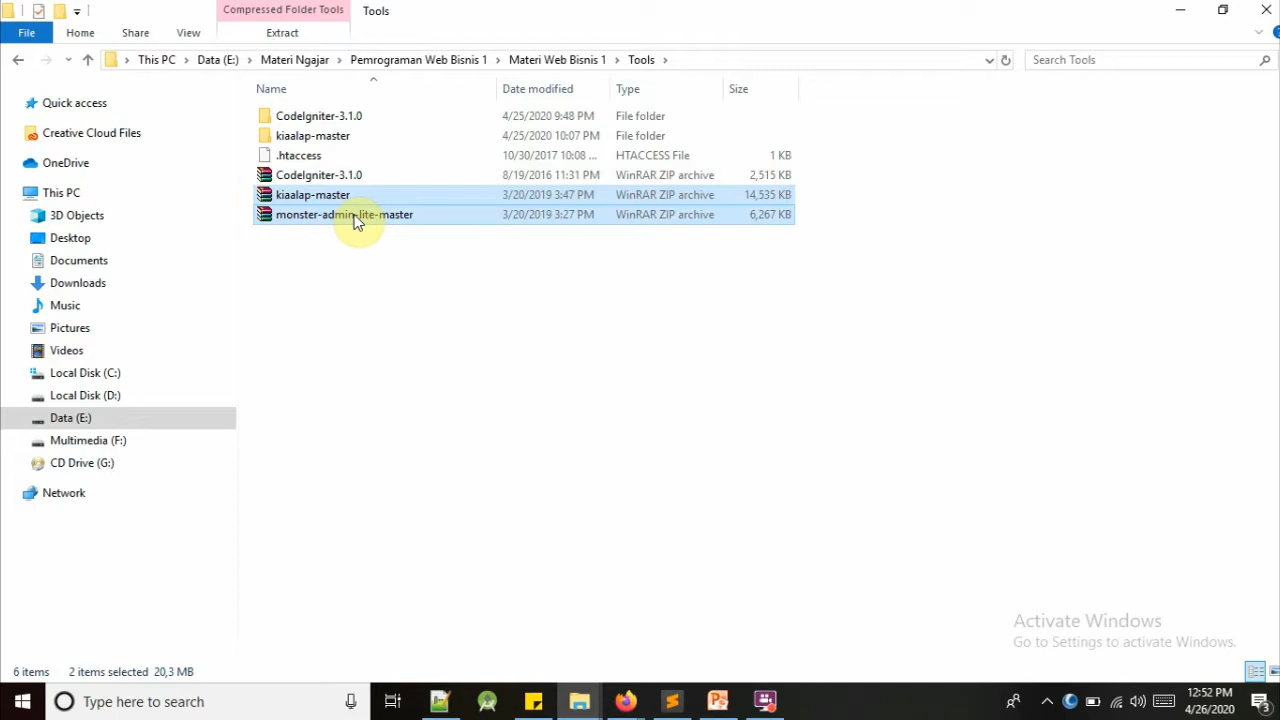 Compressed Folder Tools
Tools
File
Home
Share
View
Extract
This PC
Data (E:)
Materi Ngajar
Pemrograman Web Bisnis 1
Materi Web Bisnis 1
Tools
Search Tools
Name
Date modified
Type
Size
Quick access
Creative Cloud Files
OneDrive
This PC
3D Objects
Desktop
Documents
Downloads
Music
Pictures
Videos
Local Disk (C:)
Local Disk (D:)
Data (E:)
Multimedia (F:)
CD Drive (G:)
Network
CodeIgniter-3.1.0 4/25/2020 9:48 PM File folder
kiaalap-master 4/25/2020 10:07 PM File folder
.htaccess 10/30/2017 10:08 ... HTACCESS File 1 KB
CodeIgniter-3.1.0 8/19/2016 11:31 PM WinRAR ZIP archive 2,515 KB
kiaalap-master 3/20/2019 3:47 PM WinRAR ZIP archive 14,535 KB
monster-admin-lite-master 3/20/2019 3:27 PM WinRAR ZIP archive 6,267 KB
Activate Windows
Go to Settings to activate Windows.
6 items
2 items selected 20,3 MB
Type here to search
12:52 PM
4/26/2020
3